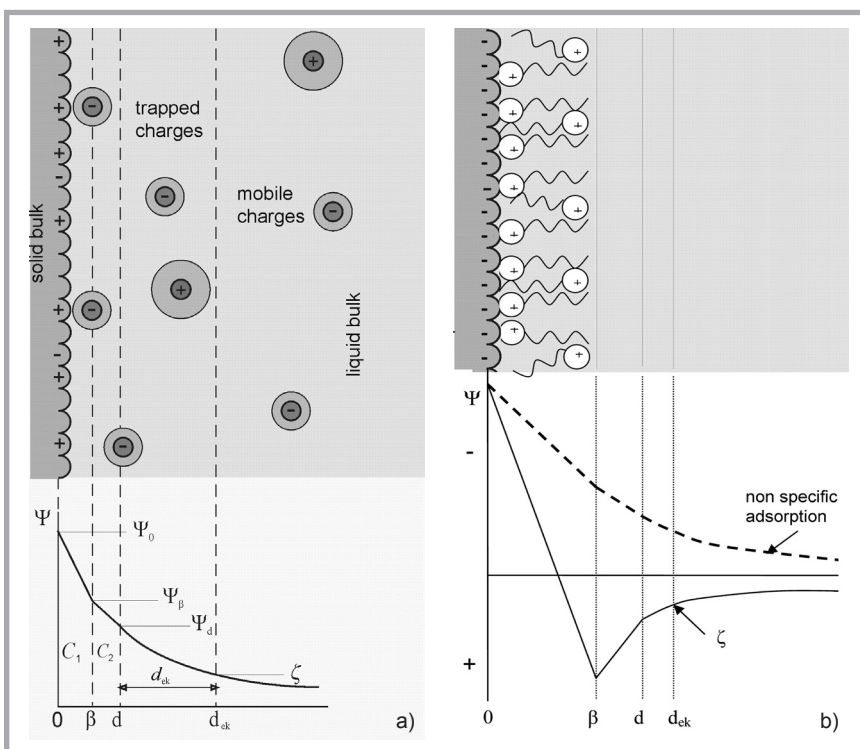 trapped
charges
mobile
charges
solid bulk
liquid bulk
Ψ
Ψ₀
Ψβ
Ψd
C₁ C₂
dek
ζ
0 β d dek
a)
Ψ
-
non specific
adsorption
ζ
+
0 β d dek
b)